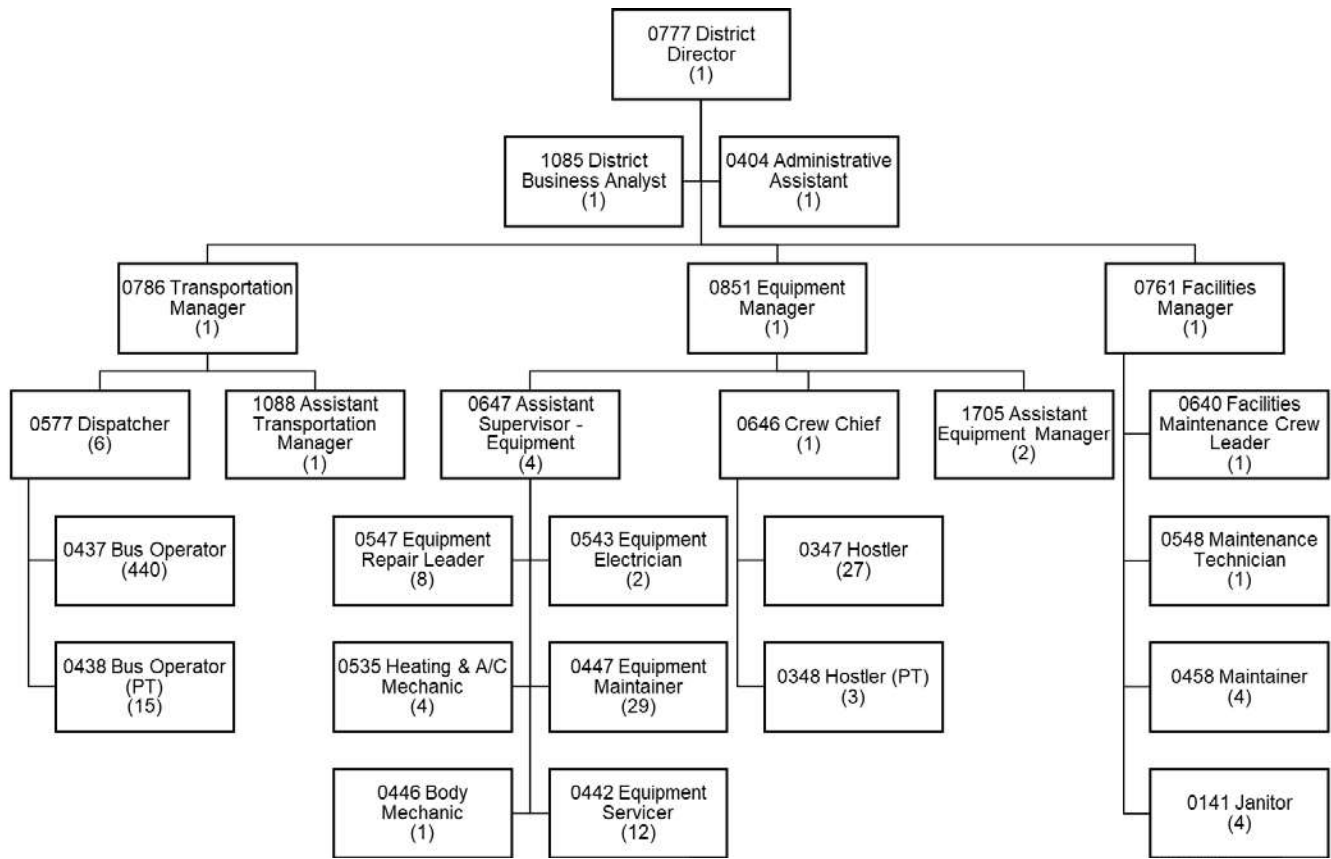 0777 District
Director
(1)
1085 District
Business Analyst
(1)
0404 Administrative
Assistant
(1)
0786 Transportation
Manager
(1)
0851 Equipment
Manager
(1)
0761 Facilities
Manager
(1)
0577 Dispatcher
(6)
1088 Assistant
Transportation
Manager
(1)
0647 Assistant
Supervisor -
Equipment
(4)
0646 Crew Chief
(1)
1705 Assistant
Equipment Manager
(2)
0640 Facilities
Maintenance Crew
Leader
(1)
0437 Bus Operator
(440)
0547 Equipment
Repair Leader
(8)
0543 Equipment
Electrician
(2)
0347 Hostler
(27)
0548 Maintenance
Technician
(1)
0438 Bus Operator
(PT)
(15)
0535 Heating & A/C
Mechanic
(4)
0447 Equipment
Maintainer
(29)
0348 Hostler (PT)
(3)
0458 Maintainer
(4)
0446 Body
Mechanic
(1)
0442 Equipment
Servicer
(12)
0141 Janitor
(4)